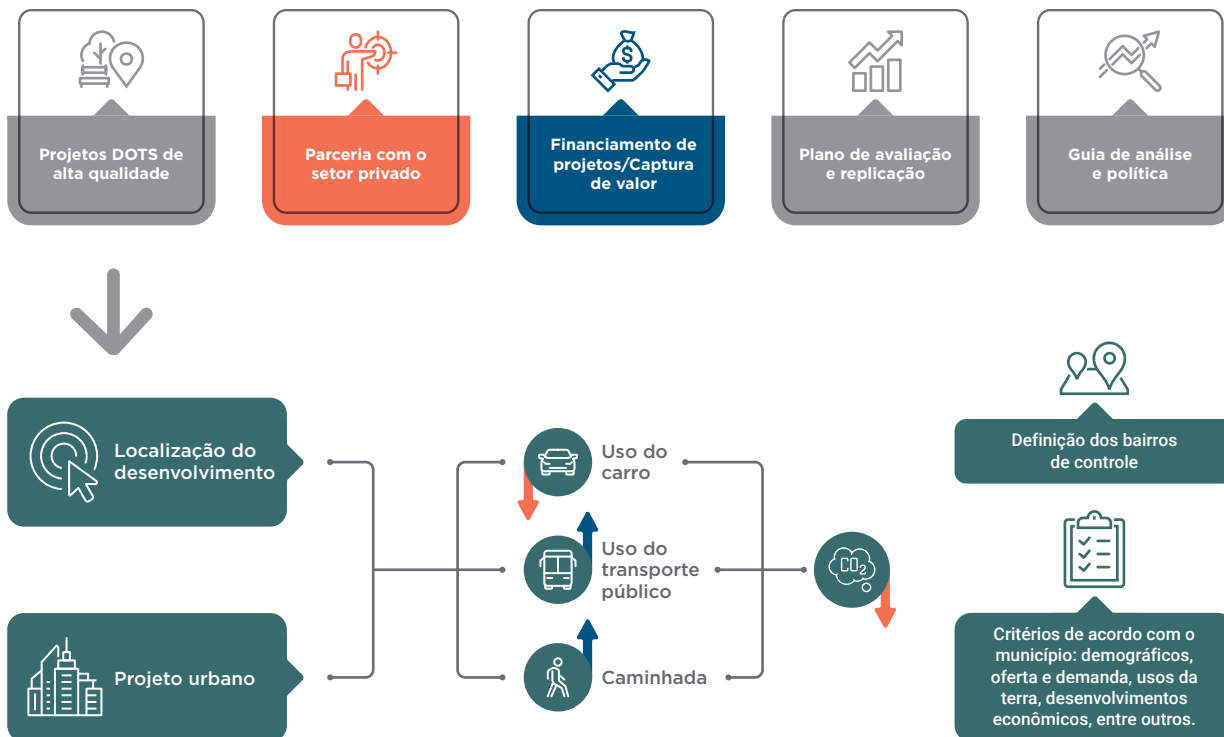 Projetos DOTS de
alta qualidade
Parceria com o
setor privado
Financiamento de
projetos/Captura
de valor
Plano de avaliação
e replicação
Guia de análise
e política
Localização do
desenvolvimento
Projeto urbano
Uso do
carro
Uso do
transporte
público
Caminhada
CO₂
Definição dos bairros
de controle
Critérios de acordo com o
município: demográficos,
oferta e demanda, usos da
terra, desenvolvimentos
econômicos, entre outros.